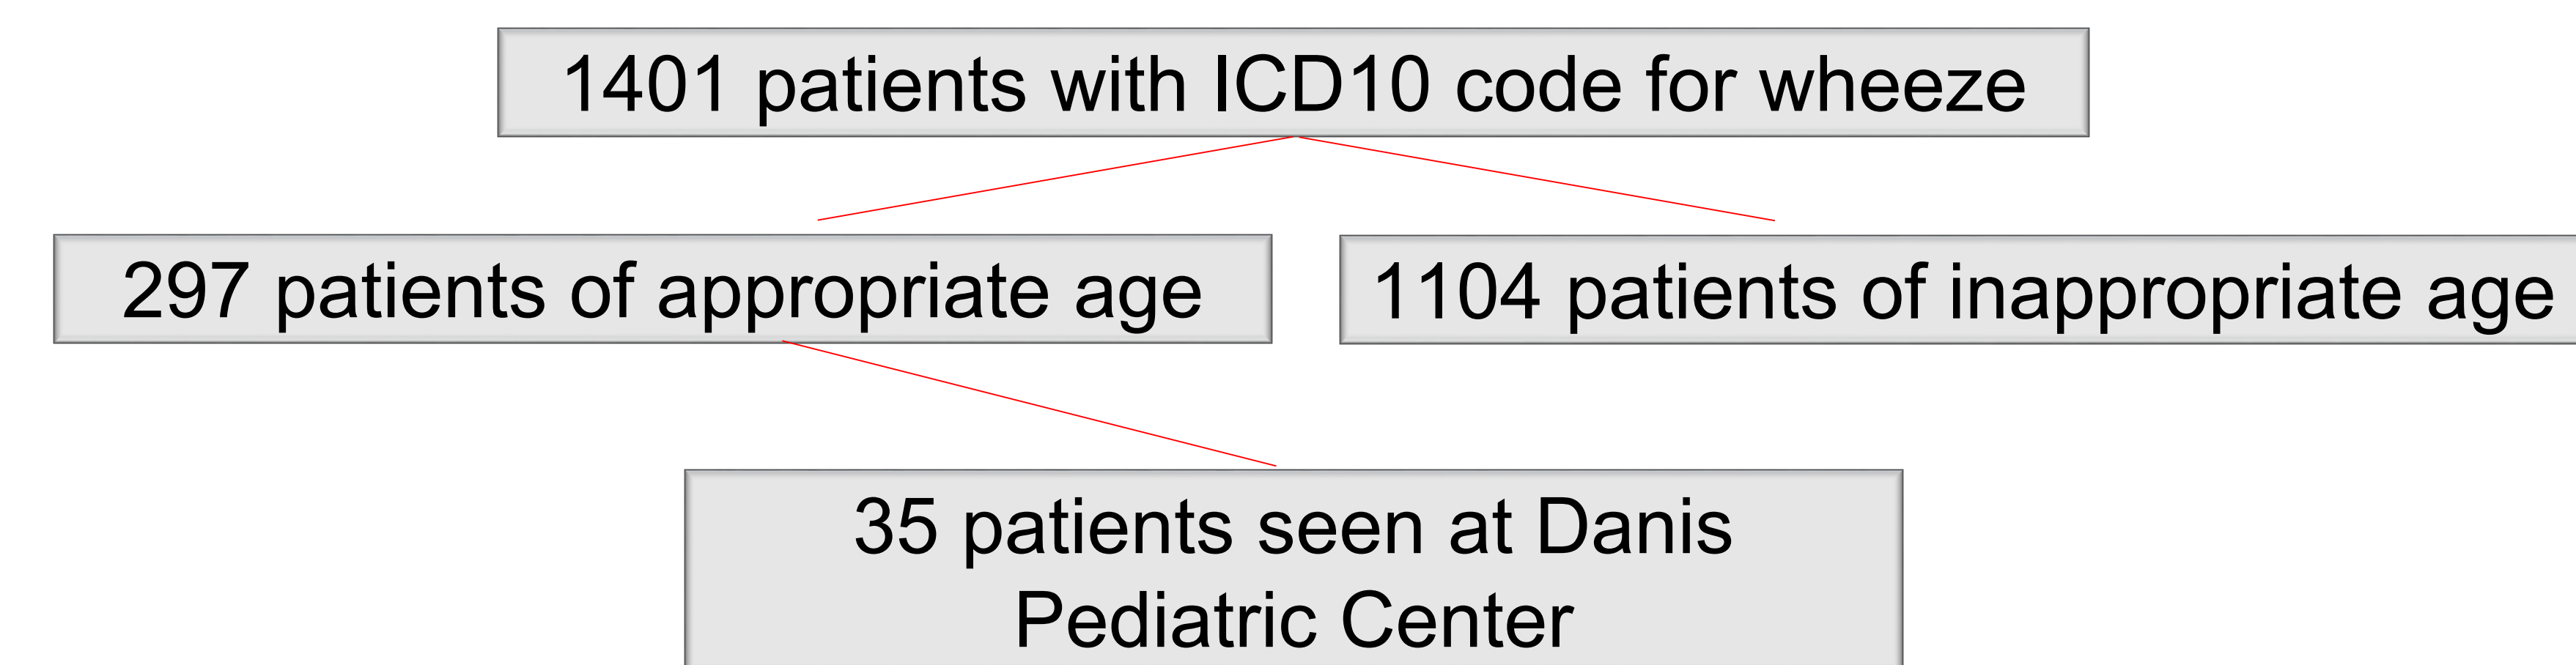 1401 patients with ICD10 code for wheeze
297 patients of appropriate age
1104 patients of inappropriate age
35 patients seen at Danis
Pediatric Center